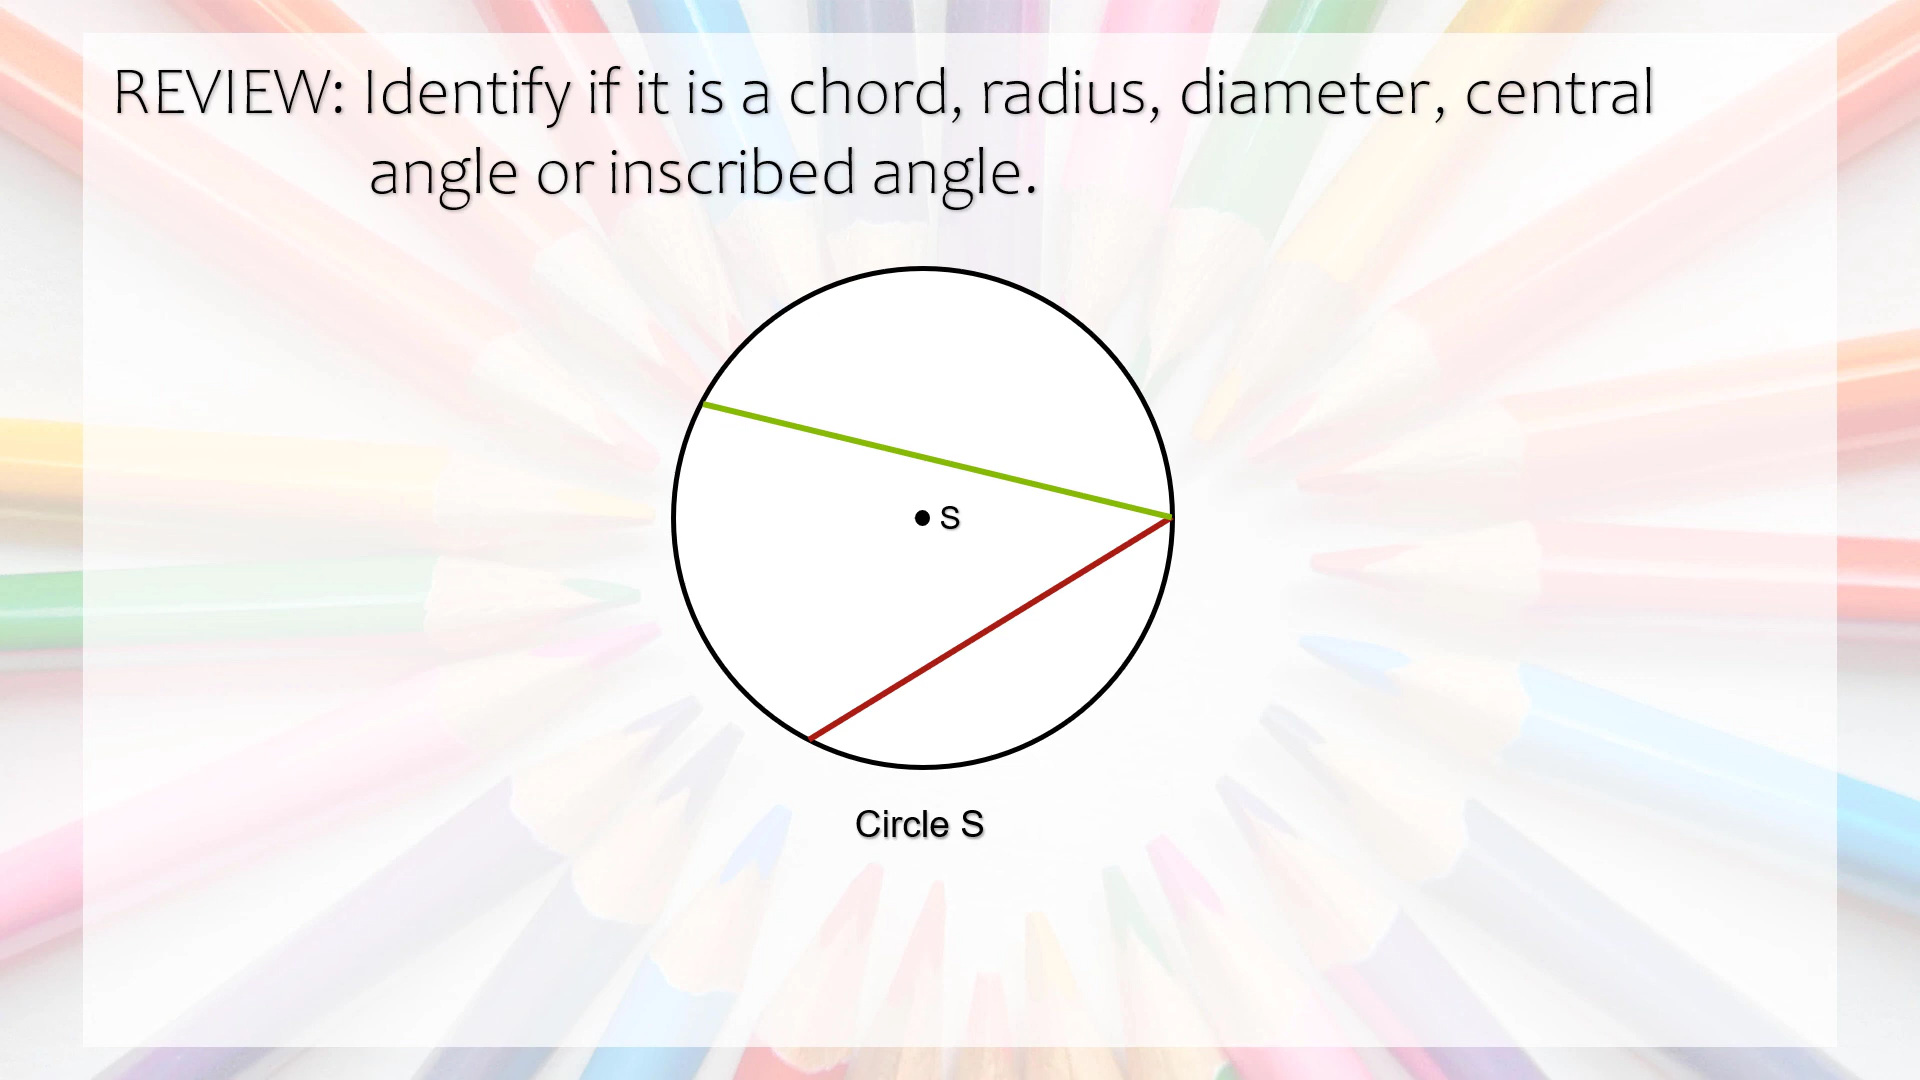 REVIEW: Identify if it is a chord, radius, diameter, central
angle or inscribed angle.
S
Circle S